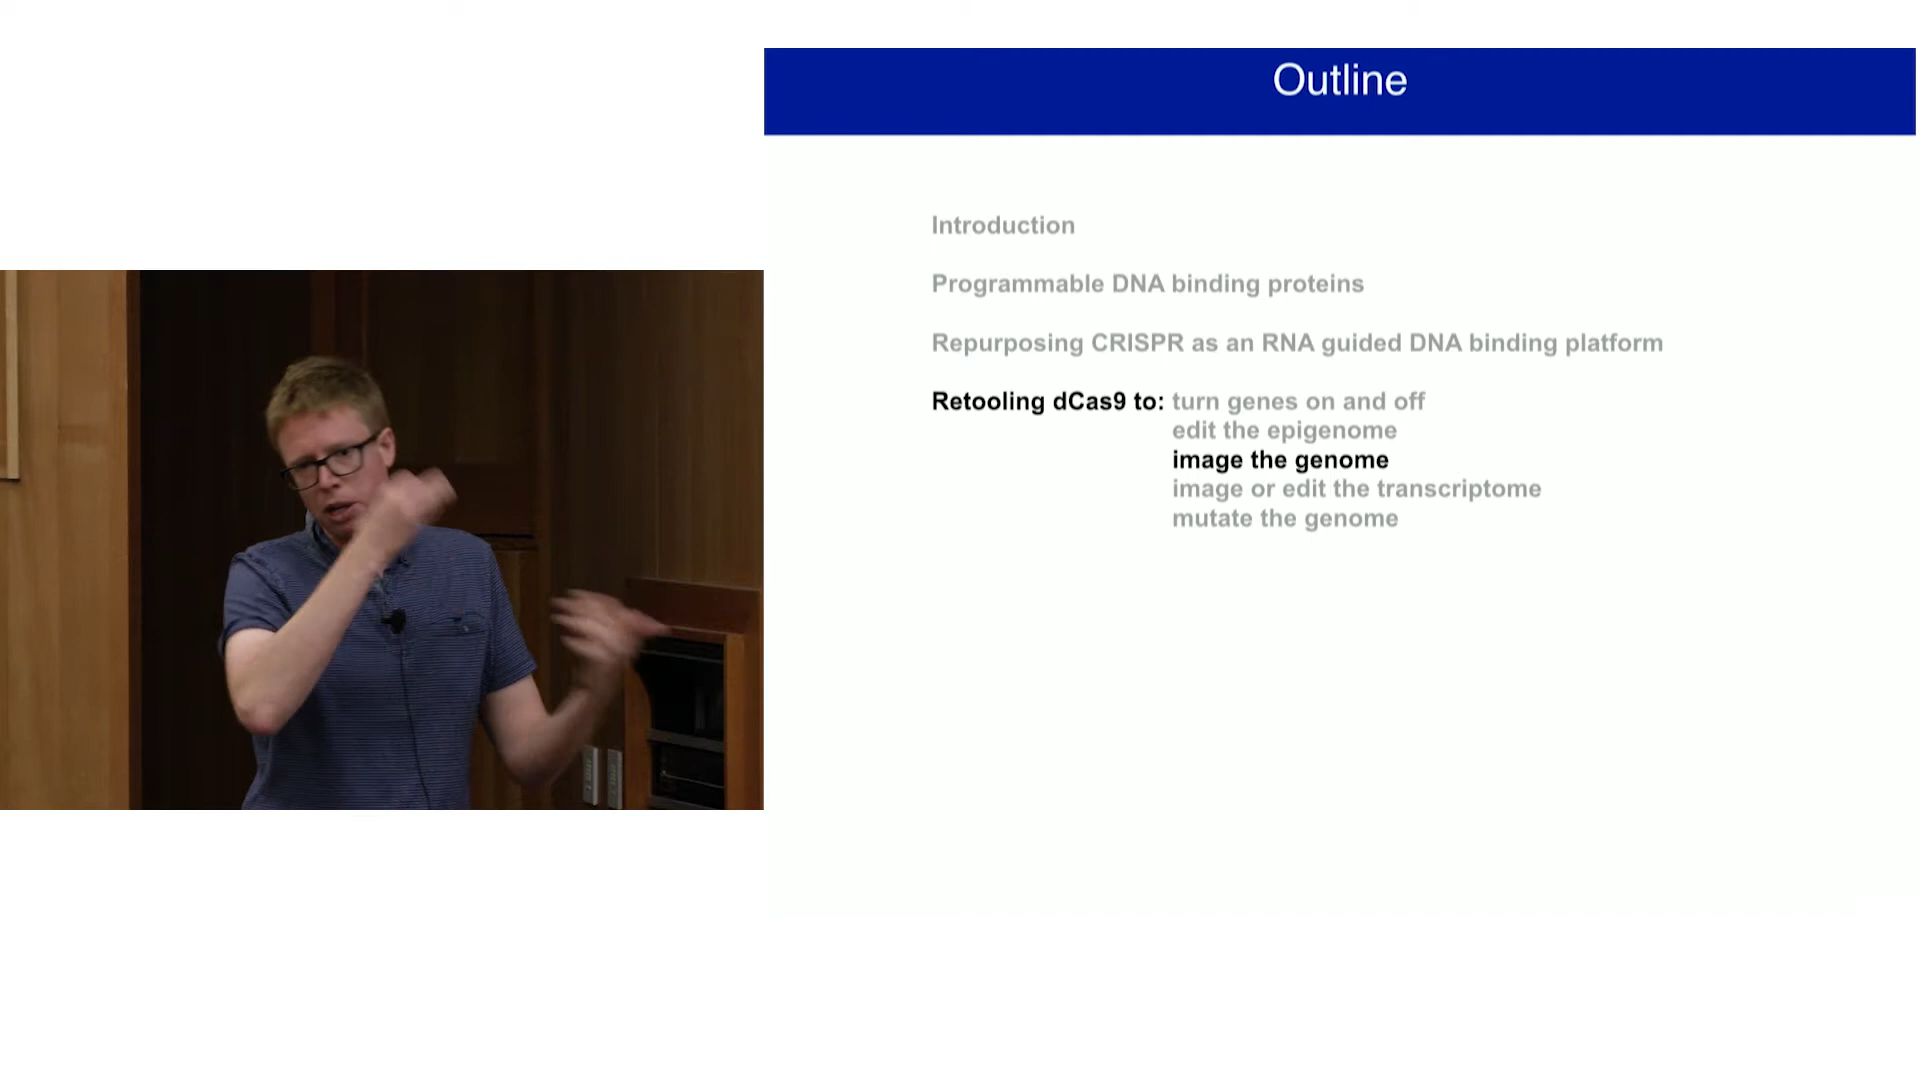 Outline
Introduction
Programmable DNA binding proteins
Repurposing CRISPR as an RNA guided DNA binding platform
Retooling dCas9 to: turn genes on and off
edit the epigenome
image the genome
image or edit the transcriptome
mutate the genome